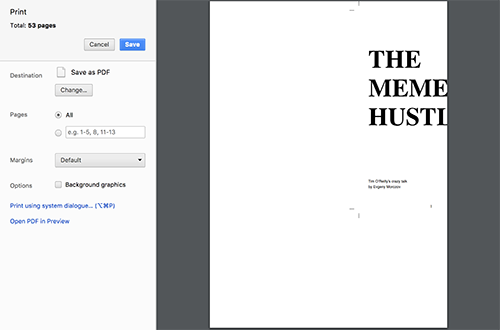 Print
Total: 53 pages
Cancel Save
Destination Save as PDF
Change...
Pages All
e.g. 1-5, 8, 11-13
Margins Default
Options Background graphics
Print using system dialogue... (⌥⌘P)
Open PDF in Preview
THE
MEME
HUSTL
Tim O'Reilly's crazy talk
by Evgeny Morozov